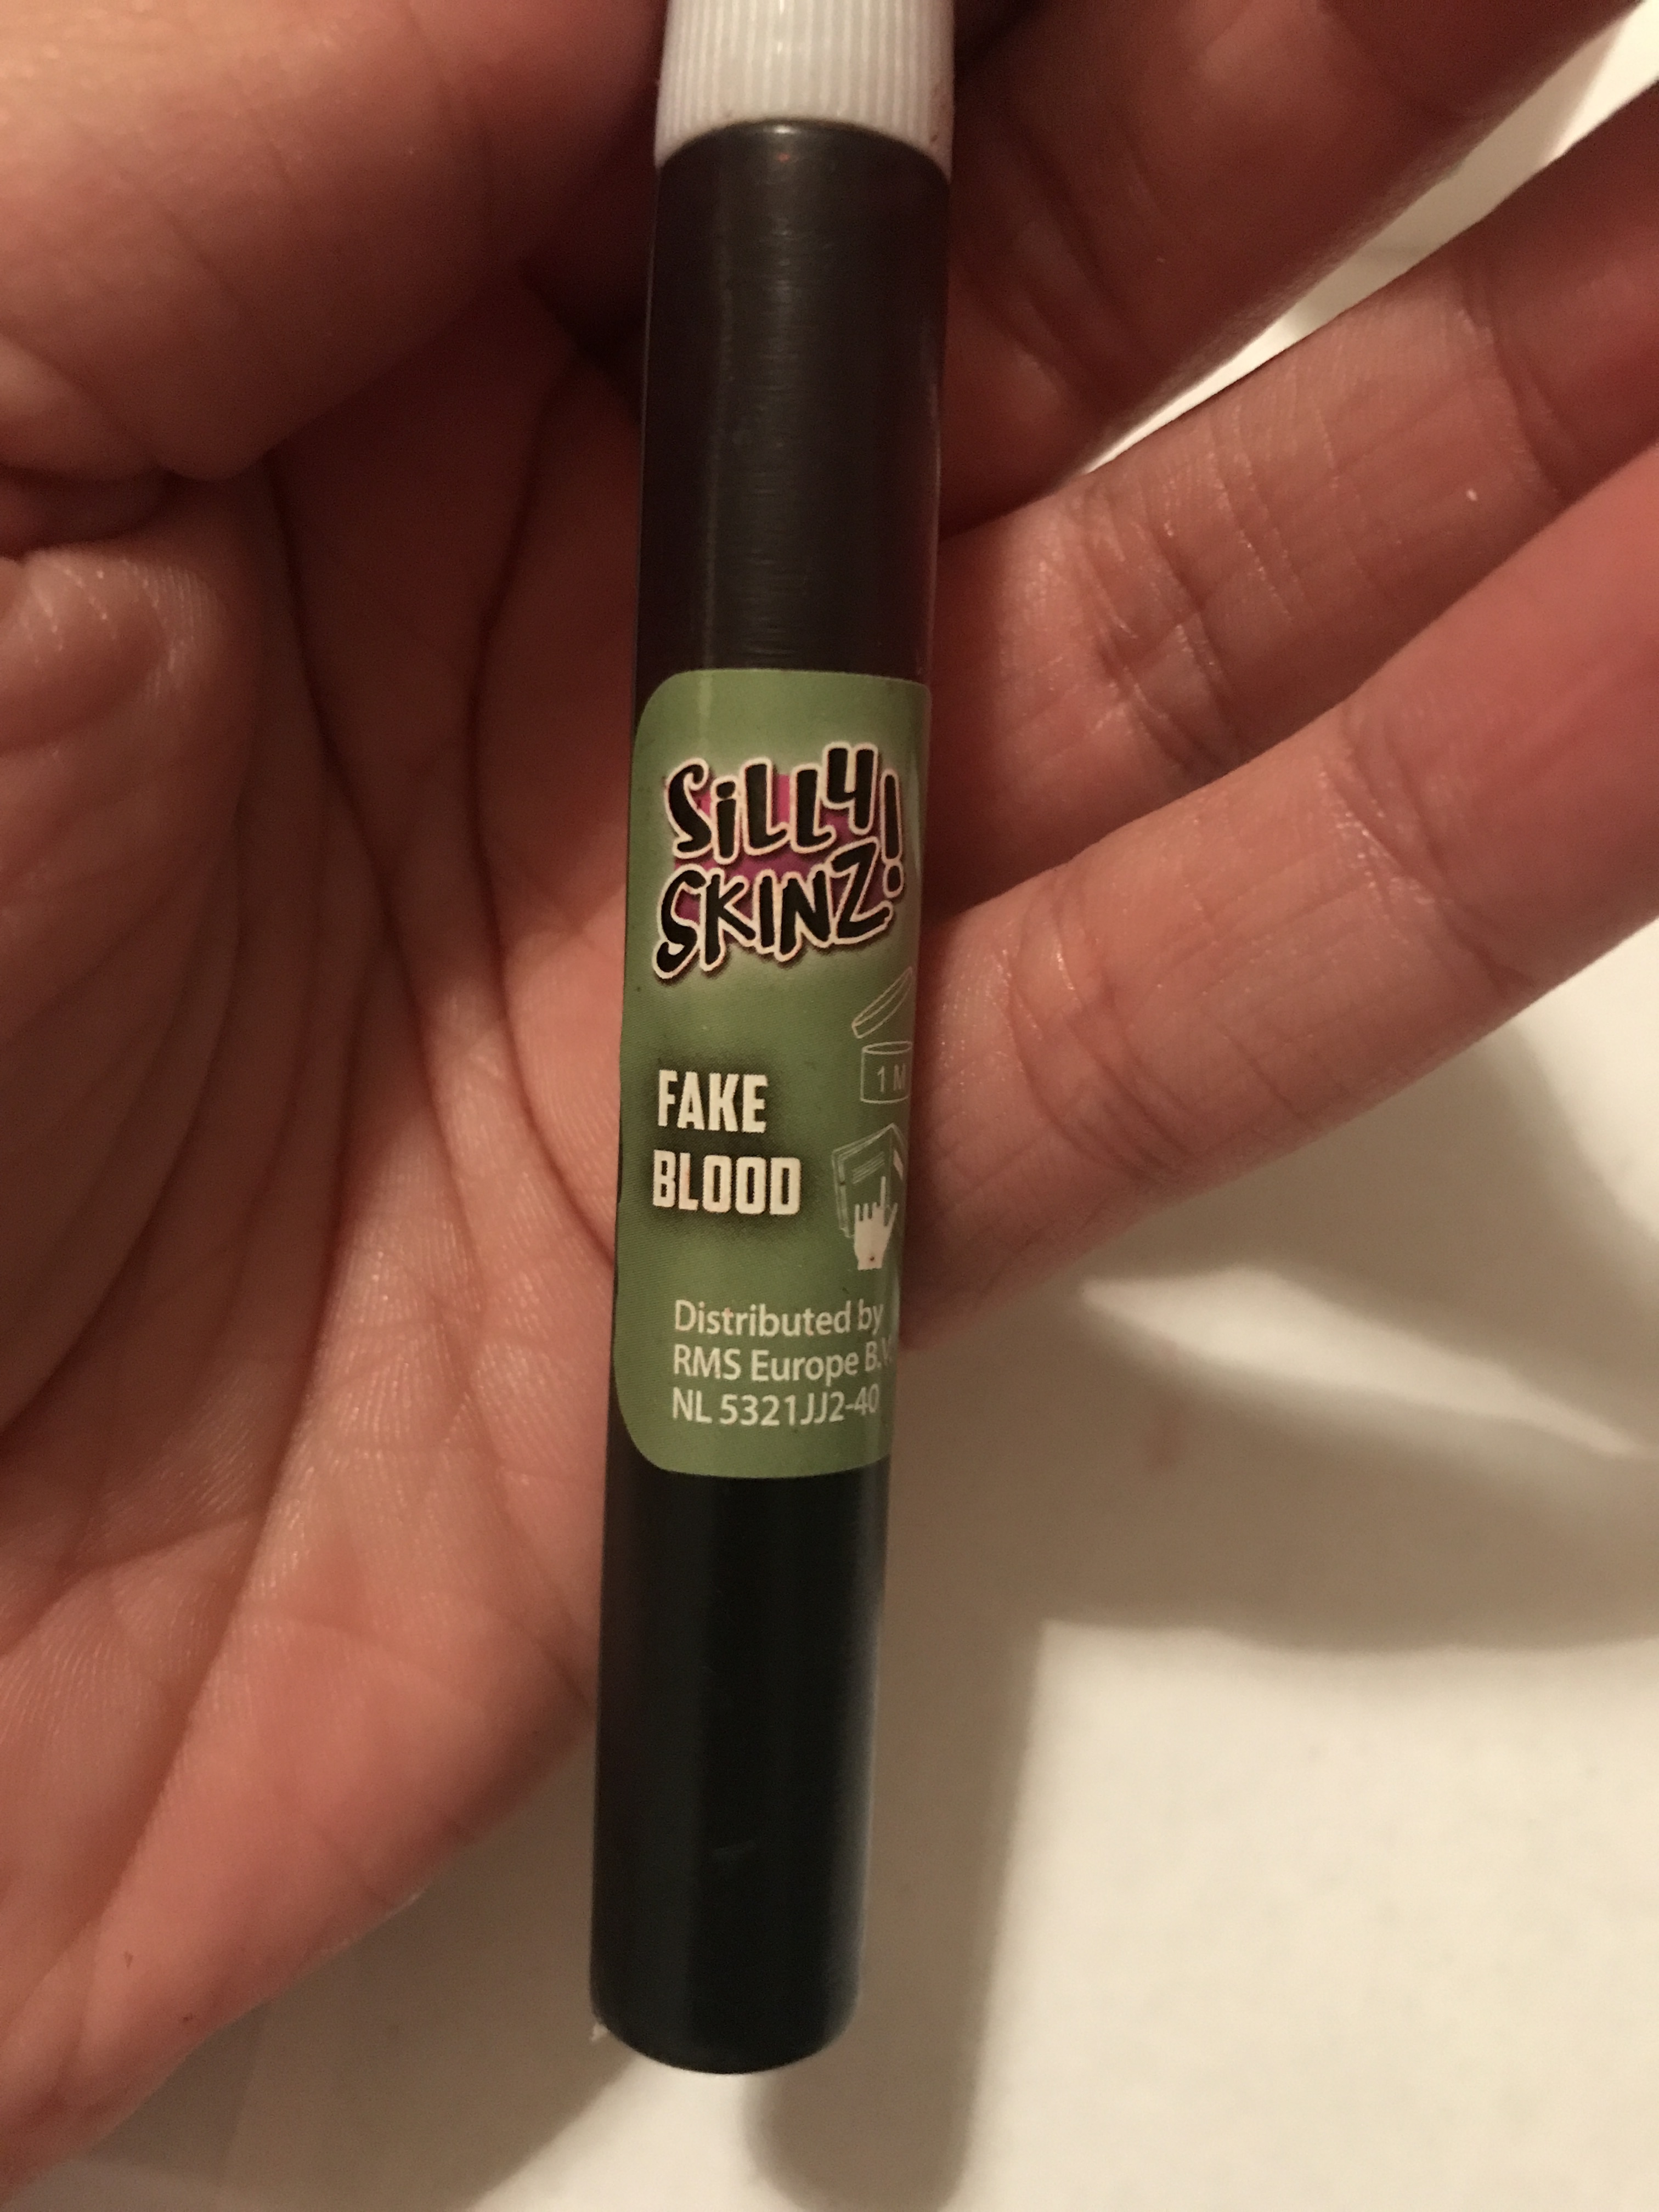 SiLLY!
SKINZ
1 M
FAKE
BLOOD
Distributed by
RMS Europe B.V.
NL 5321JJ2-40